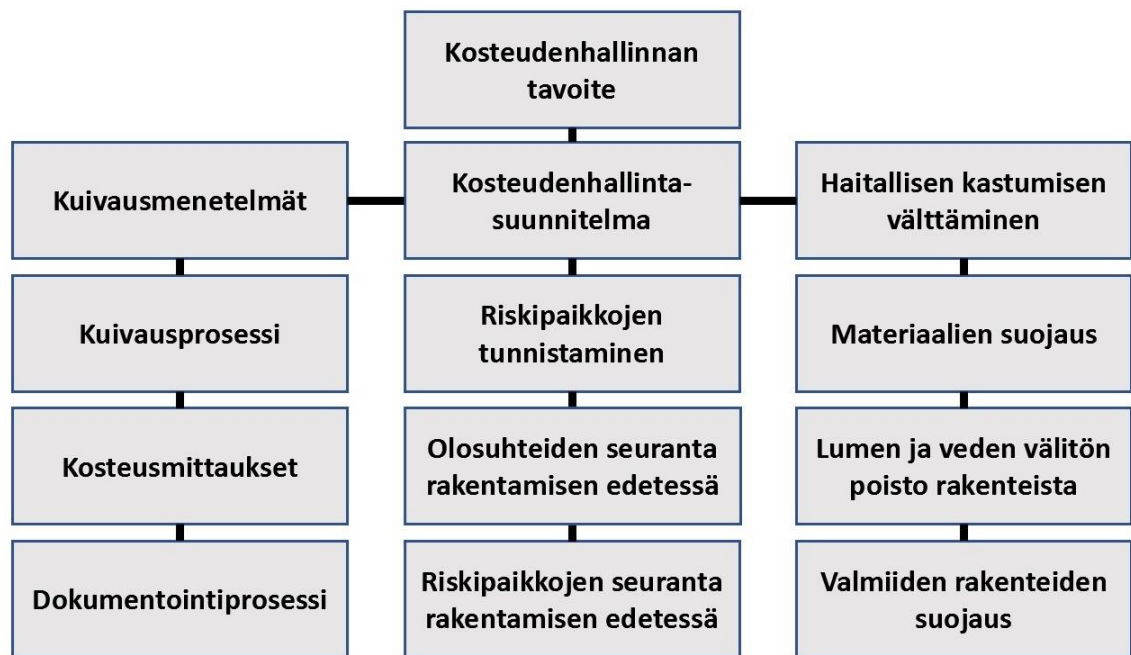 Kosteudenhallinnan
tavoite
Kuivausmenetelmät
Kosteudenhallinta-
suunnitelma
Haitallisen kastumisen
välttäminen
Kuivausprosessi
Riskipaikkojen
tunnistaminen
Materiaalien suojaus
Kosteusmittaukset
Olosuhteiden seuranta
rakentamisen edetessä
Lumen ja veden välitön
poisto rakenteista
Dokumentointiprosessi
Riskipaikkojen seuranta
rakentamisen edetessä
Valmiiden rakenteiden
suojaus